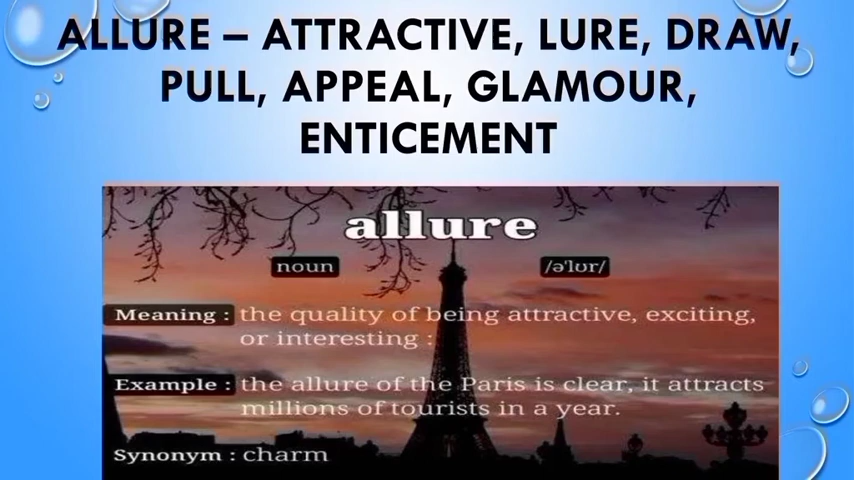 ALLURE – ATTRACTIVE, LURE, DRAW,
PULL, APPEAL, GLAMOUR,
ENTICEMENT
allure
noun /ə'lʊr/
Meaning : the quality of being attractive, exciting,
or interesting :
Example : the allure of the Paris is clear, it attracts
millions of tourists in a year.
Synonym : charm